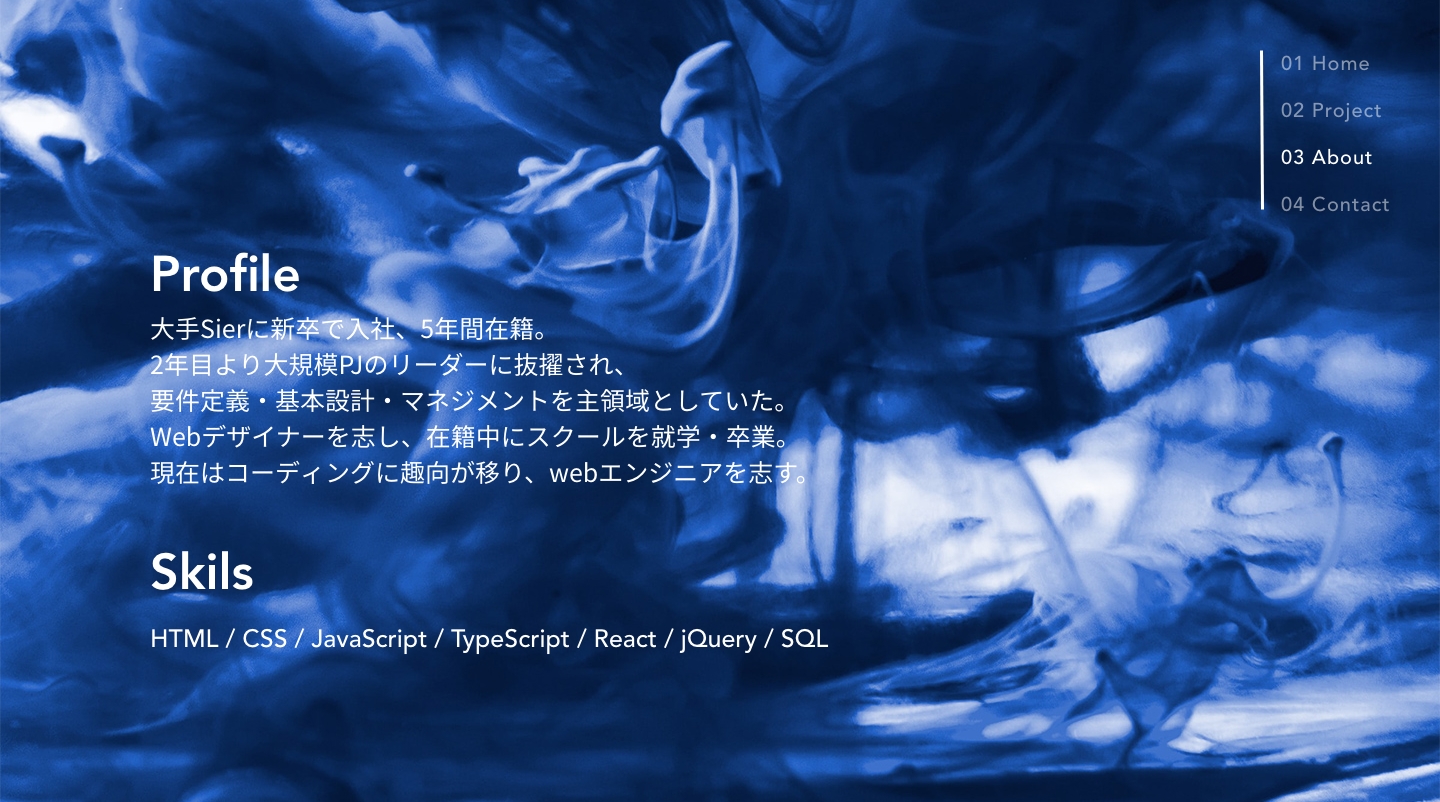 01 Home
02 Project
03 About
04 Contact
Profile
大手Sierに新卒で入社、5年間在籍。
2年目より大規模PJのリーダーに抜擢され、
要件定義・基本設計・マネジメントを主領域としていた。
Webデザイナーを志し、在籍中にスクールを就学・卒業。
現在はコーディングに趣向が移り、webエンジニアを志す。
Skils
HTML / CSS / JavaScript / TypeScript / React / jQuery / SQL